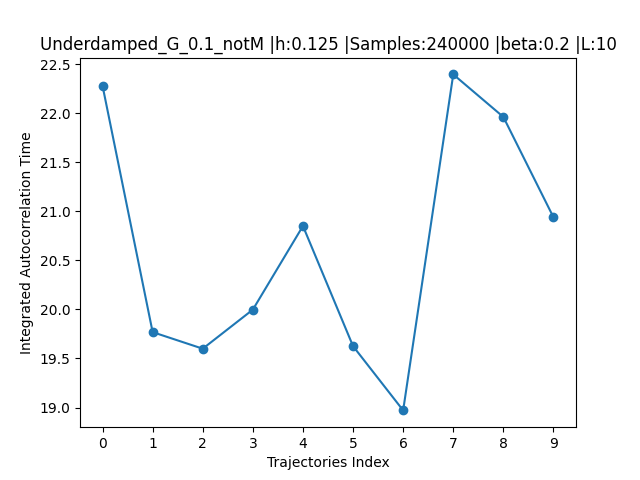 Underdamped_G_0.1_notM |h:0.125 |Samples:240000 |beta:0.2 |L:10
22.5
22.0
21.5
21.0
20.5
20.0
19.5
19.0
Integrated Autocorrelation Time
0 1 2 3 4 5 6 7 8 9
Trajectories Index